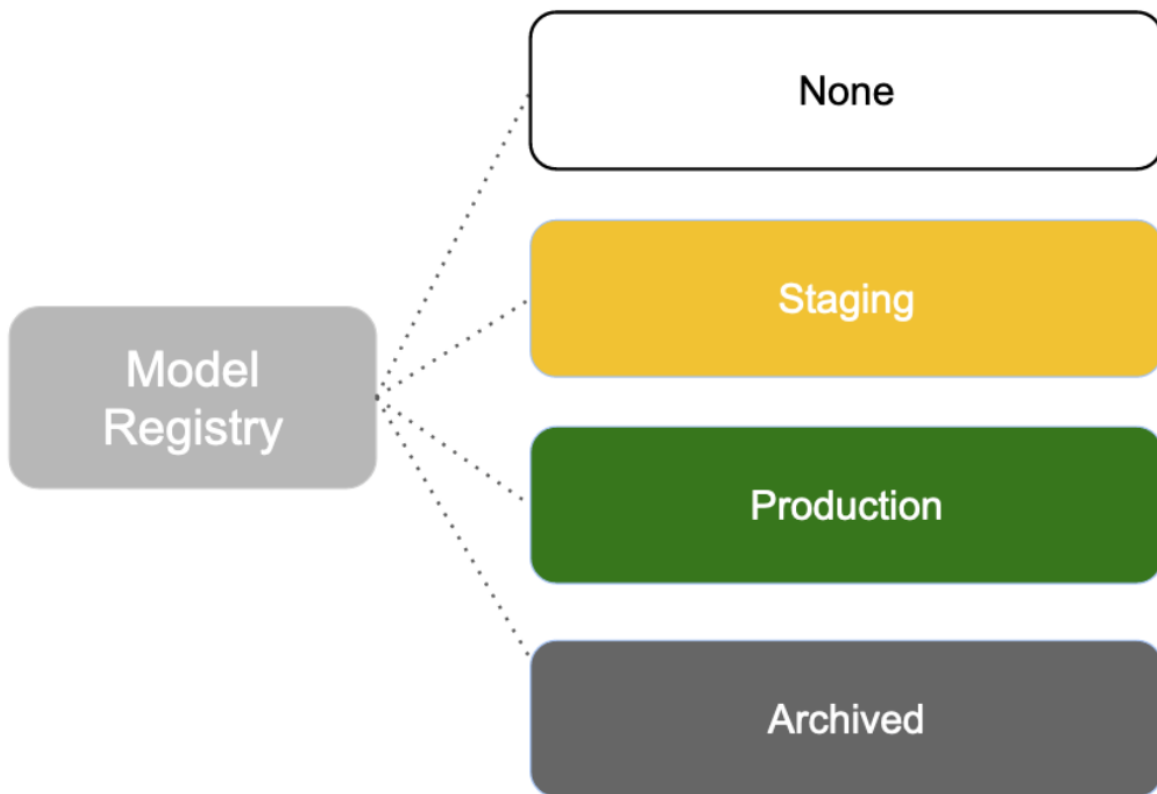 None
Staging
Model
Registry
Production
Archived